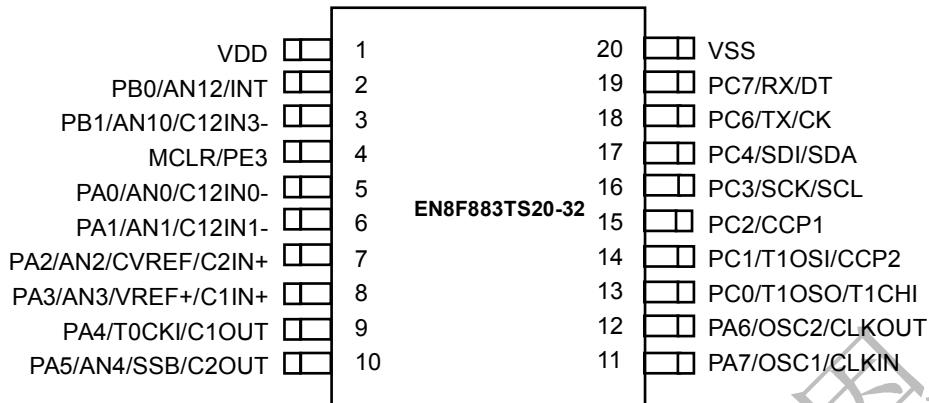 VDD 1 20 VSS
PB0/AN12/INT 2 19 PC7/RX/DT
PB1/AN10/C12IN3- 3 18 PC6/TX/CK
MCLR/PE3 4 17 PC4/SDI/SDA
PA0/AN0/C12IN0- 5 16 PC3/SCK/SCL
EN8F883TS20-32
PA1/AN1/C12IN1- 6 15 PC2/CCP1
PA2/AN2/CVREF/C2IN+ 7 14 PC1/T1OSI/CCP2
PA3/AN3/VREF+/C1IN+ 8 13 PC0/T1OSO/T1CHI
PA4/T0CKI/C1OUT 9 12 PA6/OSC2/CLKOUT
PA5/AN4/SSB/C2OUT 10 11 PA7/OSC1/CLKIN